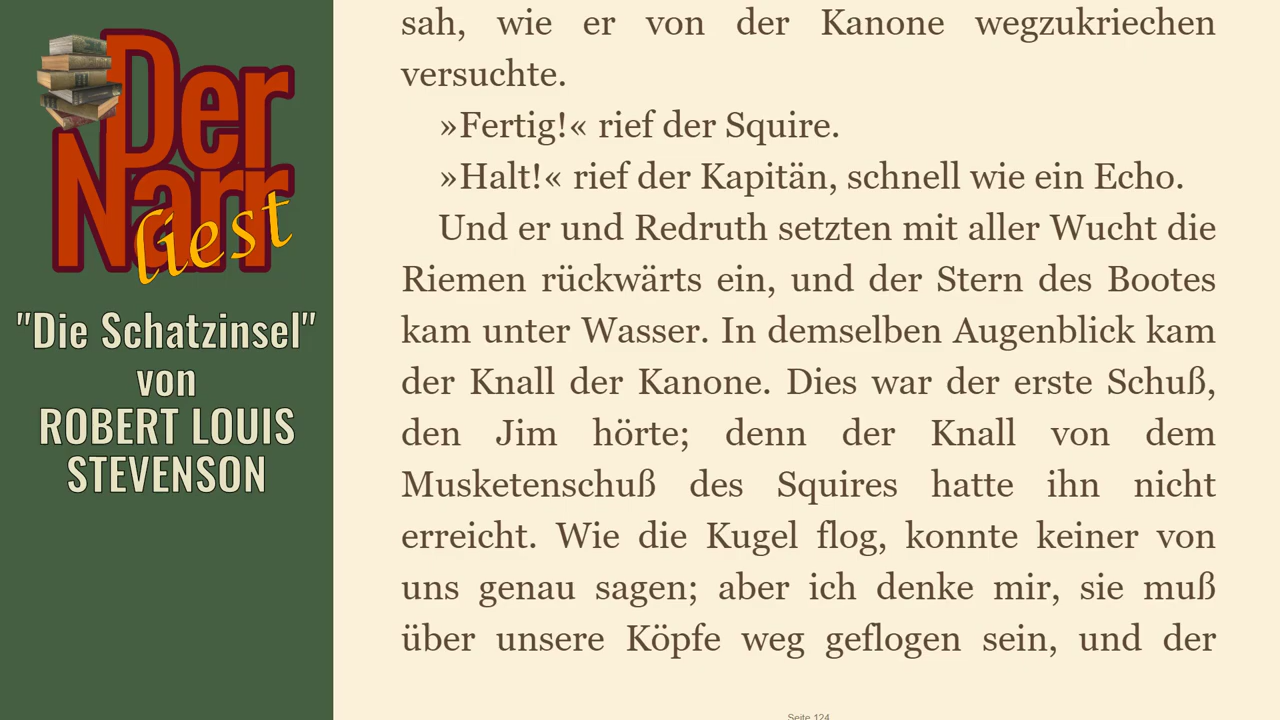 Der
Narr
liest
"Die Schatzinsel"
von
ROBERT LOUIS
STEVENSON
sah, wie er von der Kanone wegzukriechen
versuchte.
»Fertig!« rief der Squire.
»Halt!« rief der Kapitän, schnell wie ein Echo.
Und er und Redruth setzten mit aller Wucht die
Riemen rückwärts ein, und der Stern des Bootes
kam unter Wasser. In demselben Augenblick kam
der Knall der Kanone. Dies war der erste Schuß,
den Jim hörte; denn der Knall von dem
Musketenschuß des Squires hatte ihn nicht
erreicht. Wie die Kugel flog, konnte keiner von
uns genau sagen; aber ich denke mir, sie muß
über unsere Köpfe weg geflogen sein, und der
Seite 124